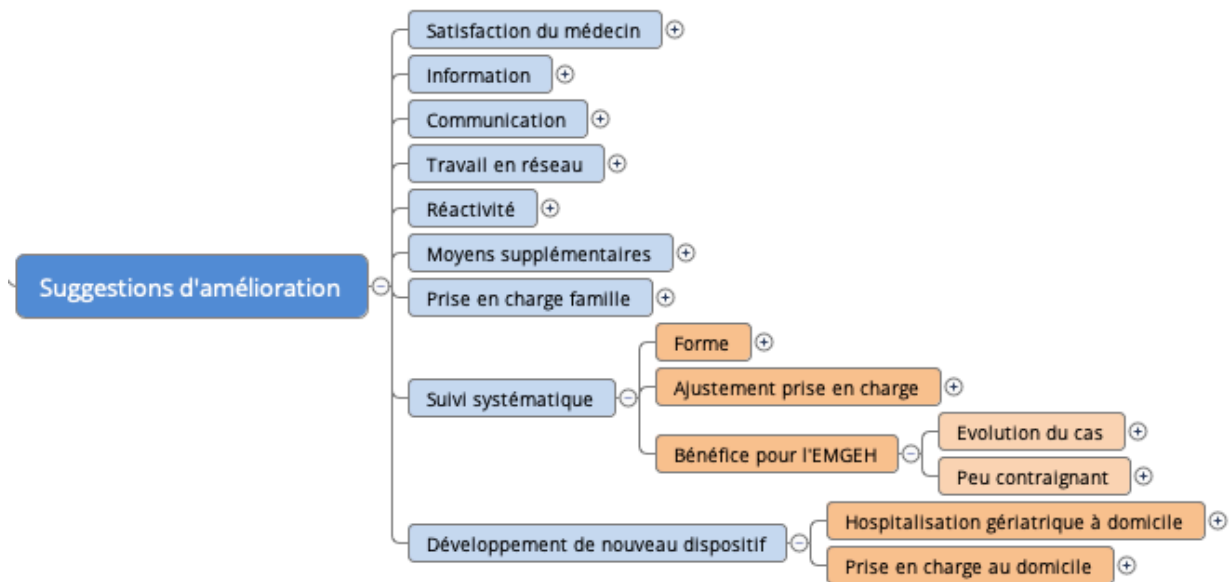 Satisfaction du médecin
Information
Communication
Travail en réseau
Réactivité
Moyens supplémentaires
Suggestions d'amélioration
Prise en charge famille
Forme
Ajustement prise en charge
Suivi systématique
Bénéfice pour l'EMGEH
Evolution du cas
Peu contraignant
Développement de nouveau dispositif
Hospitalisation gériatrique à domicile
Prise en charge au domicile